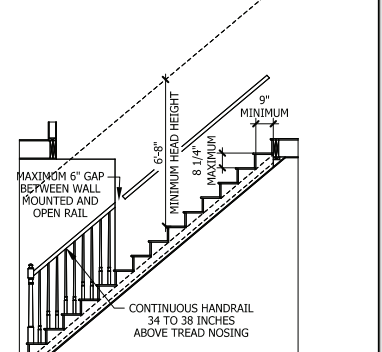 9"
MINIMUM
6'-8"
MINIMUM HEAD HEIGHT
8 1/4"
MAXIMUM
MAXIMUM 6" GAP
BETWEEN WALL
MOUNTED AND
OPEN RAIL
CONTINUOUS HANDRAIL
34 TO 38 INCHES
ABOVE TREAD NOSING